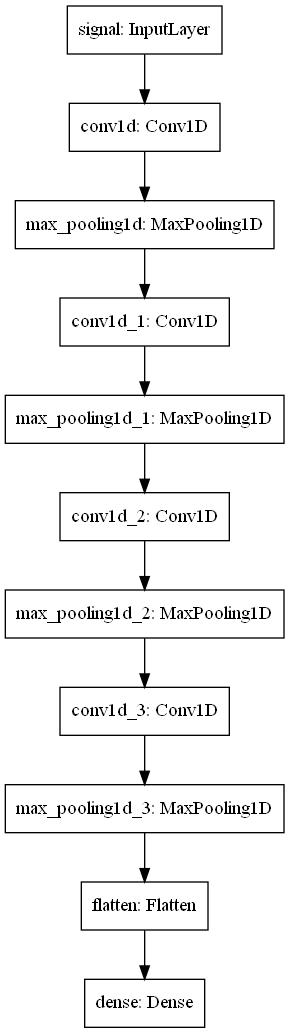 signal: InputLayer
conv1d: Conv1D
max_pooling1d: MaxPooling1D
conv1d_1: Conv1D
max_pooling1d_1: MaxPooling1D
conv1d_2: Conv1D
max_pooling1d_2: MaxPooling1D
conv1d_3: Conv1D
max_pooling1d_3: MaxPooling1D
flatten: Flatten
dense: Dense